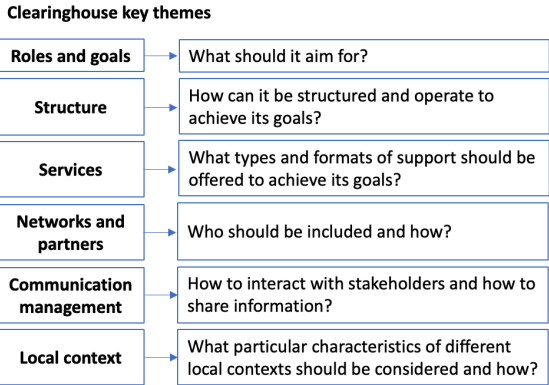 Clearinghouse key themes
Roles and goals
What should it aim for?
Structure
How can it be structured and operate to
achieve its goals?
Services
What types and formats of support should be
offered to achieve its goals?
Networks and
partners
Who should be included and how?
Communication
management
How to interact with stakeholders and how to
share information?
Local context
What particular characteristics of different
local contexts should be considered and how?